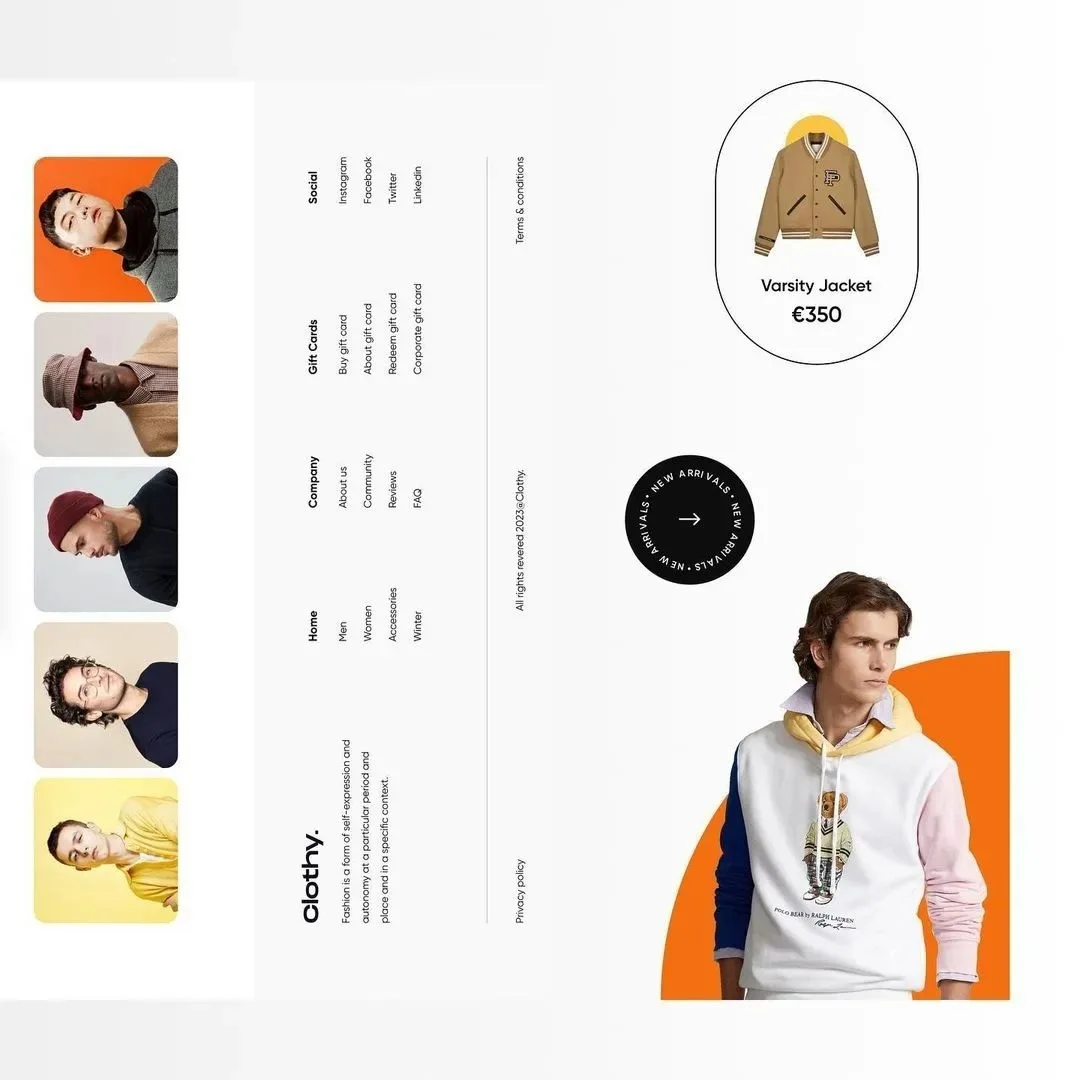 Clothy.
Fashion is a form of self-expression and
autonomy at a particular period and
place and in a specific context.
Home
Men
Women
Accessories
Winter
Company
About us
Community
Reviews
FAQ
Gift Cards
Buy gift card
About gift card
Redeem gift card
Corporate gift card
Social
Instagram
Facebook
Twitter
Linkedin
Privacy policy
All rights revered 2023@Clothy.
Terms & conditions
P
Varsity Jacket
€350
NEW ARRIVALS • NEW ARRIVALS • NEW ARRIVALS •
POLO BEAR by RALPH LAUREN
Ralph Lauren